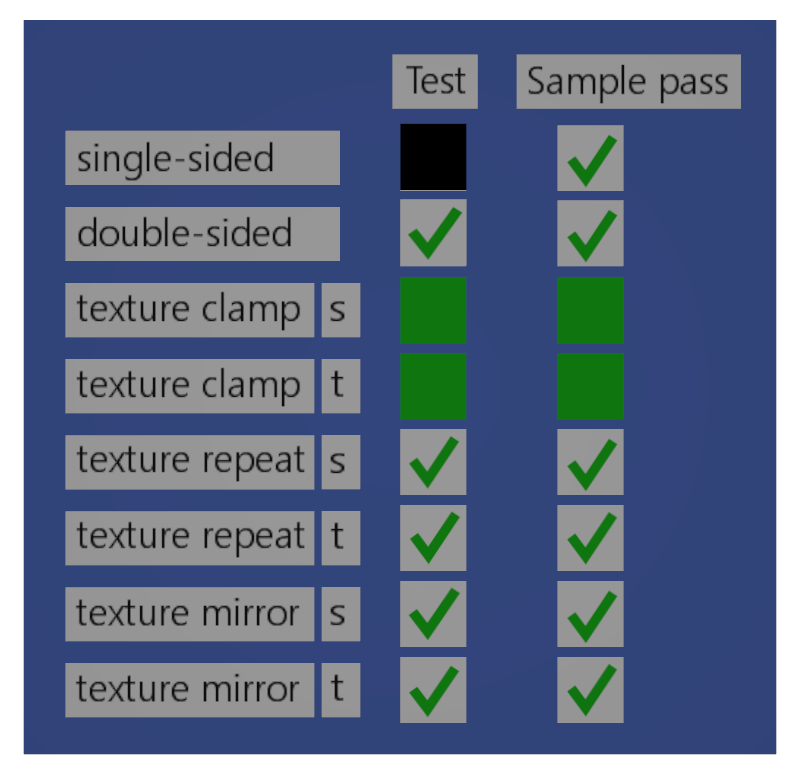 Test Sample pass
single-sided
double-sided
texture clamp s
texture clamp t
texture repeat s
texture repeat t
texture mirror s
texture mirror t